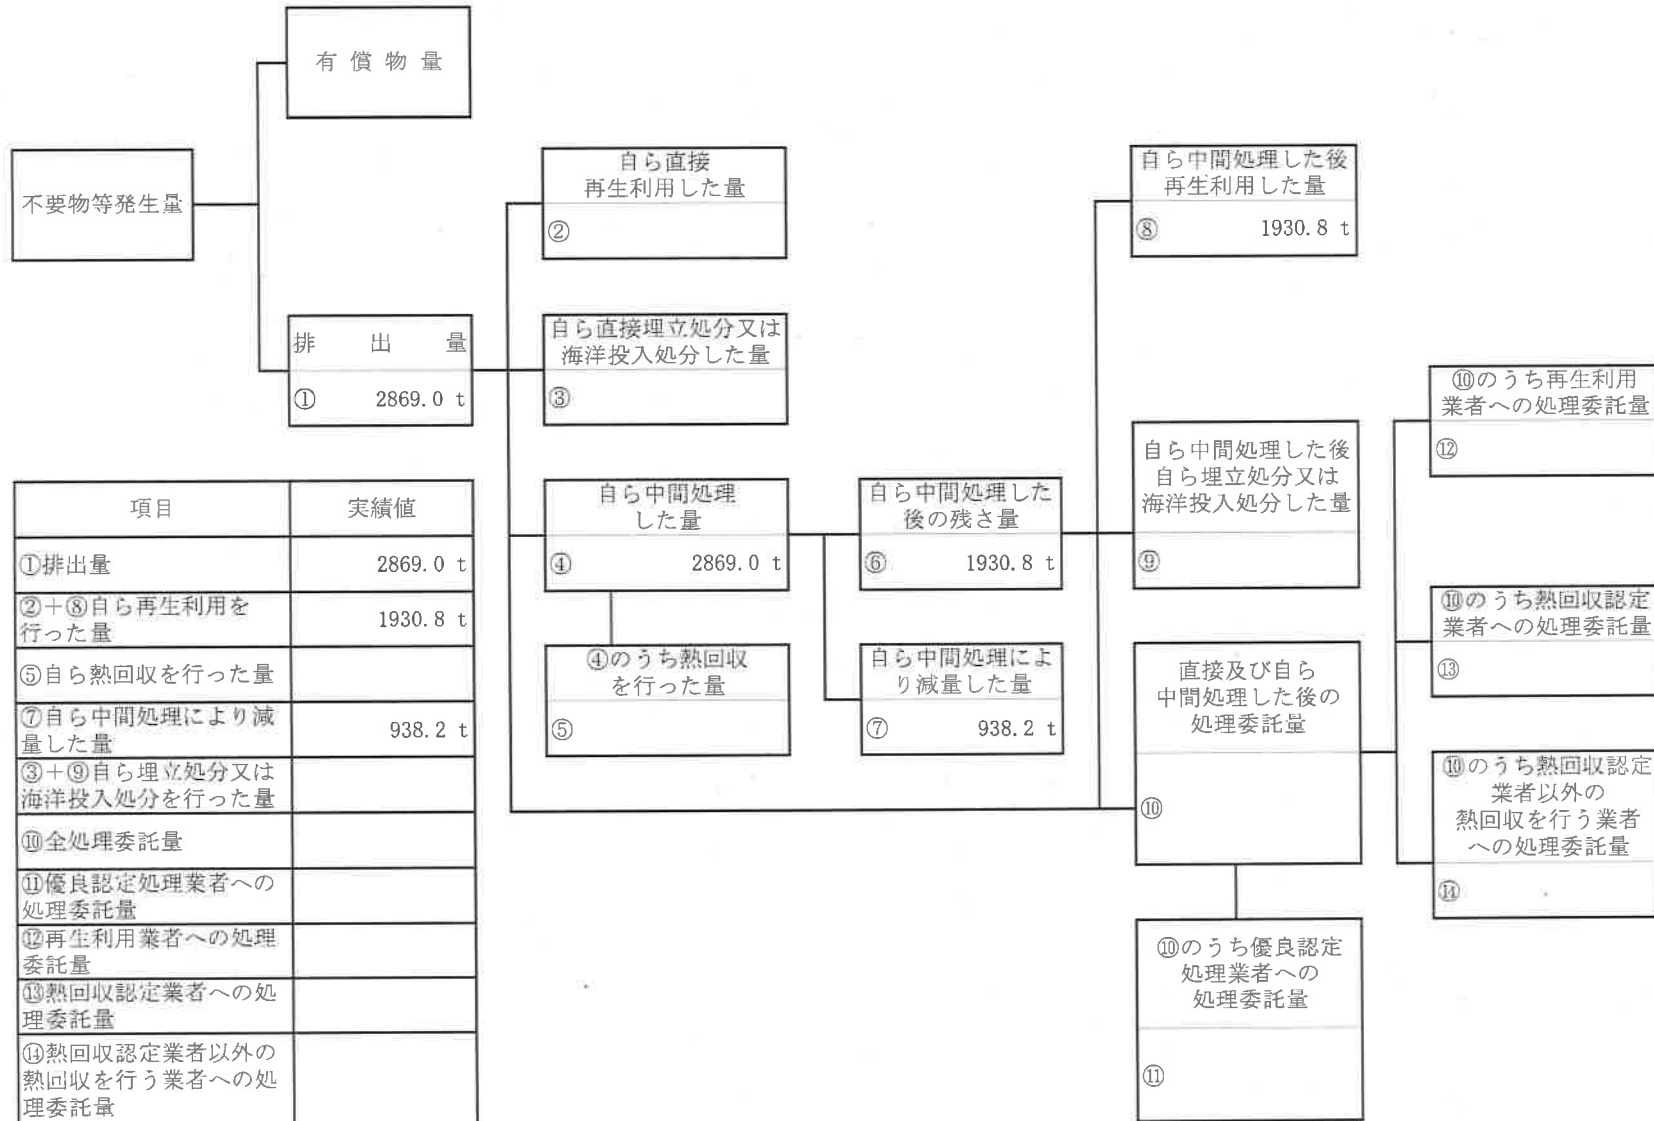 有償物量
不要物等発生量
排出量
① 2869.0 t
自ら直接
再生利用した量
②
自ら直接埋立処分又は
海洋投入処分した量
③
自ら中間処理
した量
④ 2869.0 t
④のうち熱回収
を行った量
⑤
自ら中間処理した
後の残さ量
⑥ 1930.8 t
自ら中間処理によ
り減量した量
⑦ 938.2 t
自ら中間処理した後
再生利用した量
⑧ 1930.8 t
自ら中間処理した後
自ら埋立処分又は
海洋投入処分した量
⑨
直接及び自ら
中間処理した後の
処理委託量
⑩
⑩のうち優良認定
処理業者への
処理委託量
⑪
⑩のうち再生利用
業者への処理委託量
⑫
⑩のうち熱回収認定
業者への処理委託量
⑬
⑩のうち熱回収認定
業者以外の
熱回収を行う業者
への処理委託量
⑭
項目 実績値
①排出量 2869.0 t
②+⑧自ら再生利用を
行った量 1930.8 t
⑤自ら熱回収を行った量
⑦自ら中間処理により減
量した量 938.2 t
③+⑨自ら埋立処分又は
海洋投入処分を行った量
⑩全処理委託量
⑪優良認定処理業者への
処理委託量
⑫再生利用業者への処理
委託量
⑬熱回収認定業者への処
理委託量
⑭熱回収認定業者以外の
熱回収を行う業者への処
理委託量